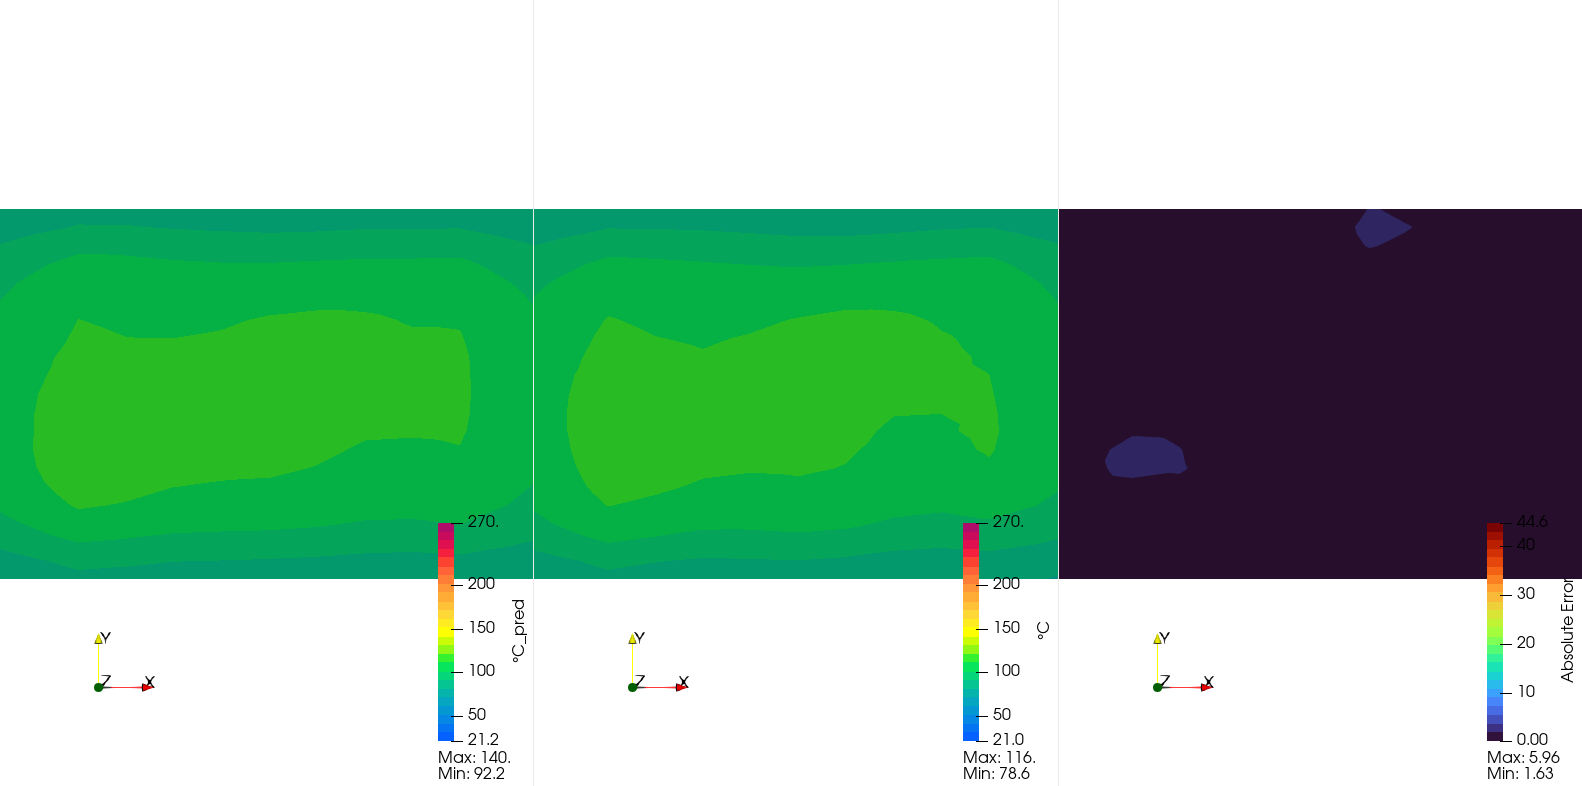 270.
200
150
100
50
21.2
°C_pred
Max: 140.
Min: 92.2
Y
Z
X
270.
200
150
100
50
21.0
°C
Max: 116.
Min: 78.6
Y
Z
X
44.6
40
30
20
10
0.00
Absolute Error
Max: 5.96
Min: 1.63
Y
Z
X